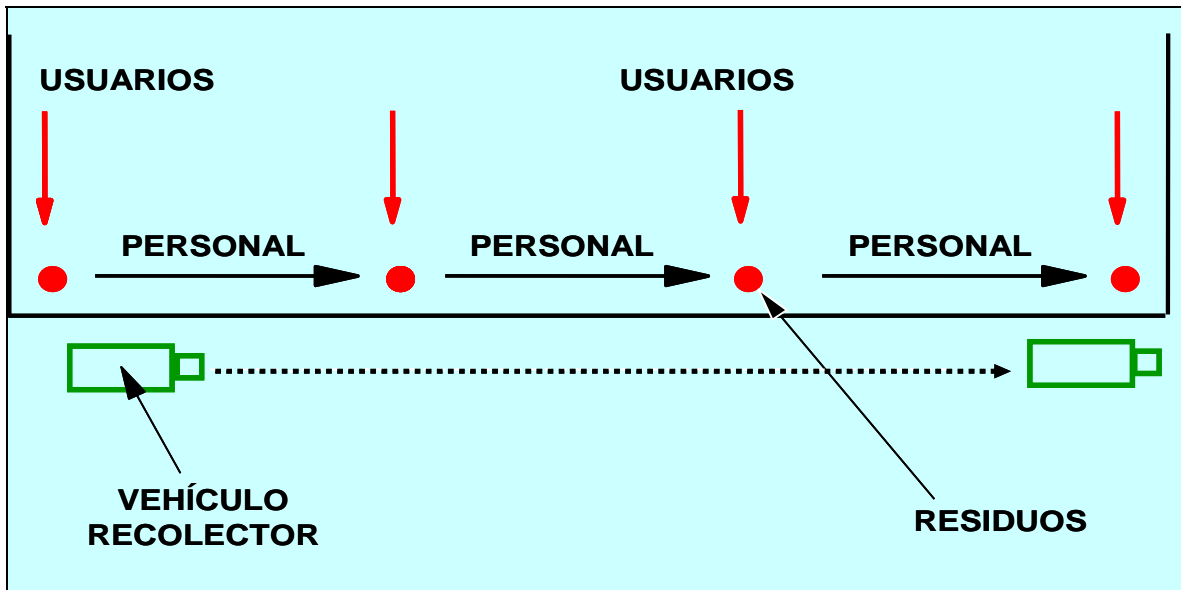 USUARIOS
USUARIOS
PERSONAL
PERSONAL
PERSONAL
VEHÍCULO
RECOLECTOR
RESIDUOS